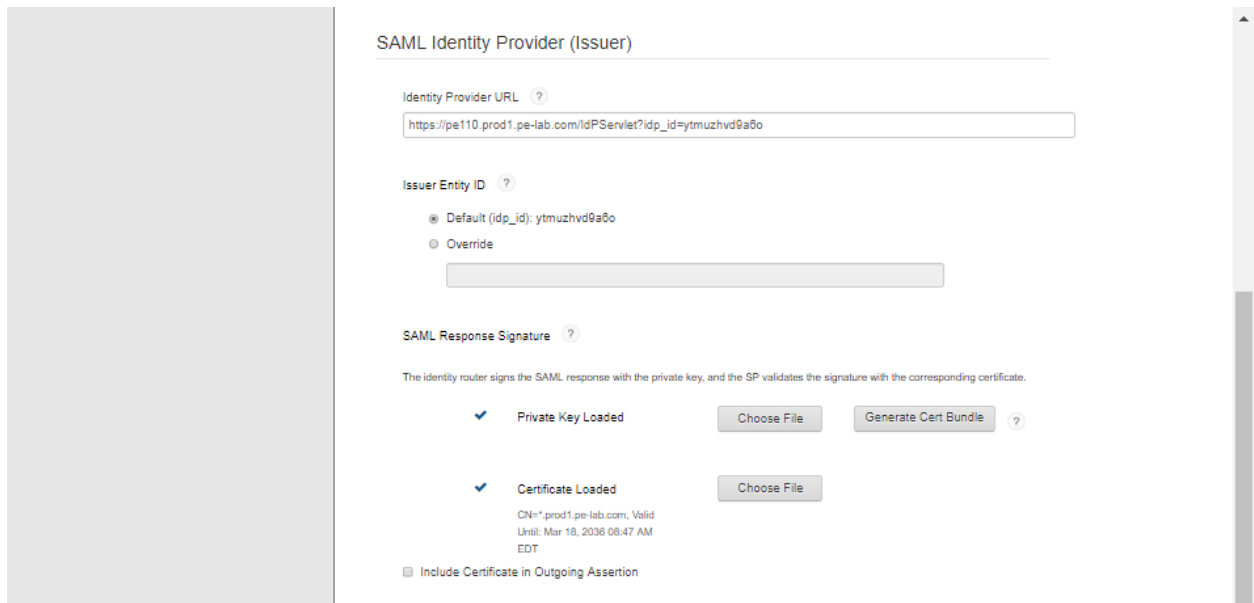 SAML Identity Provider (Issuer)
Identity Provider URL ?
https://pe110.prod1.pe-lab.com/IdPServlet?idp_id=ytmuzhvd9a6o
Issuer Entity ID ?
Default (idp_id): ytmuzhvd9a6o
Override
SAML Response Signature ?
The identity router signs the SAML response with the private key, and the SP validates the signature with the corresponding certificate.
Private Key Loaded Choose File Generate Cert Bundle ?
Certificate Loaded Choose File
CN=*.prod1.pe-lab.com, Valid
Until: Mar 18, 2036 08:47 AM
EDT
Include Certificate in Outgoing Assertion